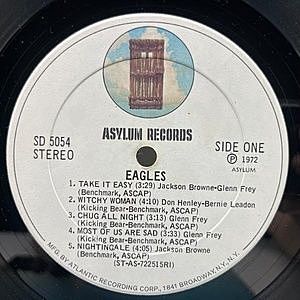 ASYLUM RECORDS
SD 5054
STEREO
SIDE ONE
℗ 1972
ASYLUM
EAGLES
1. TAKE IT EASY (3:29) Jackson Browne-Glenn Frey
(Benchmark, ASCAP)
2. WITCHY WOMAN (4:10) Don Henley-Bernie Leadon
(Kicking Bear-Benchmark, ASCAP)
3. CHUG ALL NIGHT (3:13) Glenn Frey
(Kicking Bear-Benchmark, ASCAP)
4. MOST OF US ARE SAD (3:33) Glenn Frey
(Kicking Bear-Benchmark, ASCAP)
5. NIGHTINGALE (4:05) Jackson Browne
(Benchmark, ASCAP)
(ST-AS-722515RI)
MFG. BY ATLANTIC RECORDING CORP., 1841 BROADWAY, N.Y., N.Y.